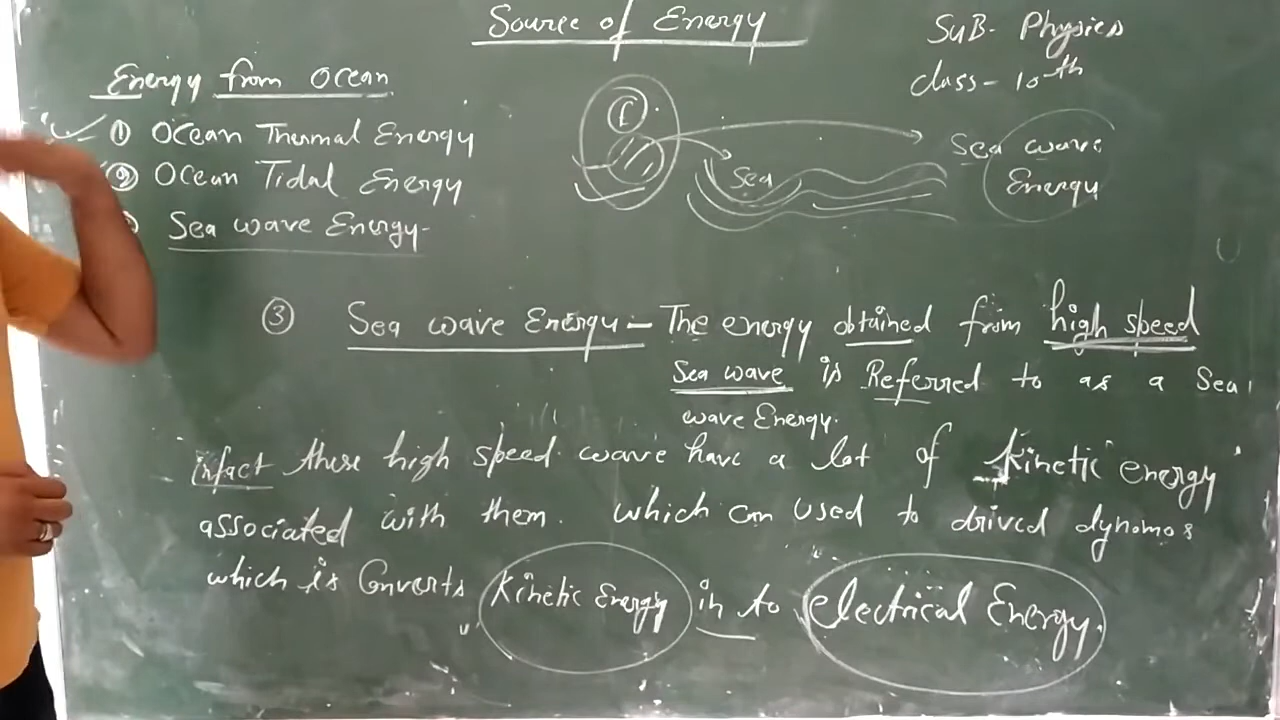 Source of Energy
SUB- Physics
class- 10th
Energy from Ocean
① Ocean Thermal Energy
② Ocean Tidal Energy
Sea wave Energy-
E
Sea
Sea wave
Energy
③ Sea wave Energy - The energy obtained from high speed
Sea wave is Referred to as a Sea
wave Energy.
infact these high speed wave have a lot of kinetic energy
associated with them. which can used to drived dynamos
which is Converts Kinetic Energy in to electrical Energy.